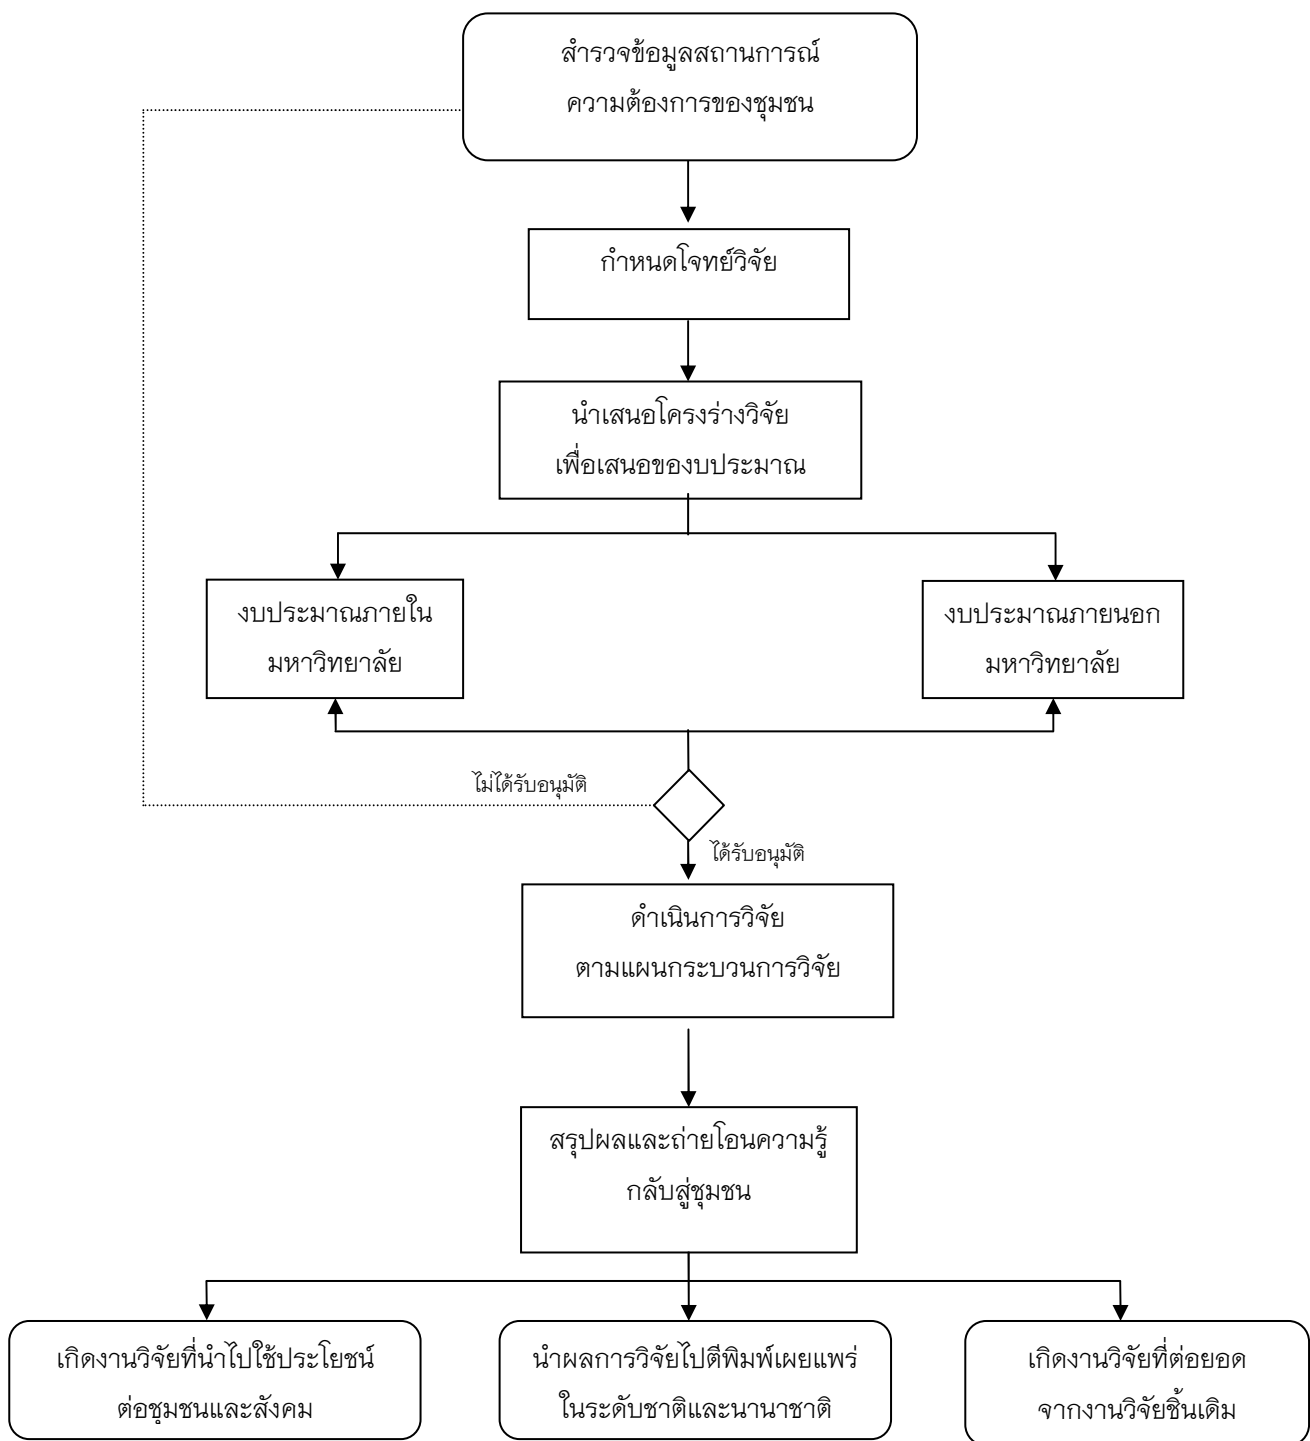 สำรวจข้อมูลสถานการณ์
ความต้องการของชุมชน
กำหนดโจทย์วิจัย
นำเสนอโครงร่างวิจัย
เพื่อเสนอของบประมาณ
งบประมาณภายใน
มหาวิทยาลัย
งบประมาณภายนอก
มหาวิทยาลัย
ไม่ได้รับอนุมัติ
ได้รับอนุมัติ
ดำเนินการวิจัย
ตามแผนกระบวนการวิจัย
สรุปผลและถ่ายโอนความรู้
กลับสู่ชุมชน
เกิดงานวิจัยที่นำไปใช้ประโยชน์
ต่อชุมชนและสังคม
นำผลการวิจัยไปตีพิมพ์เผยแพร่
ในระดับชาติและนานาชาติ
เกิดงานวิจัยที่ต่อยอด
จากงานวิจัยชิ้นเดิม